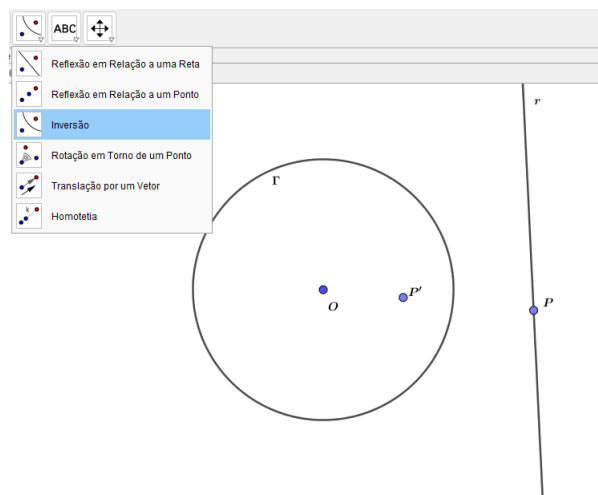 ABC
Reflexão em Relação a uma Reta
Reflexão em Relação a um Ponto
Inversão
Rotação em Torno de um Ponto
Translação por um Vetor
k
Homotetia
r
Γ
P′
O
P